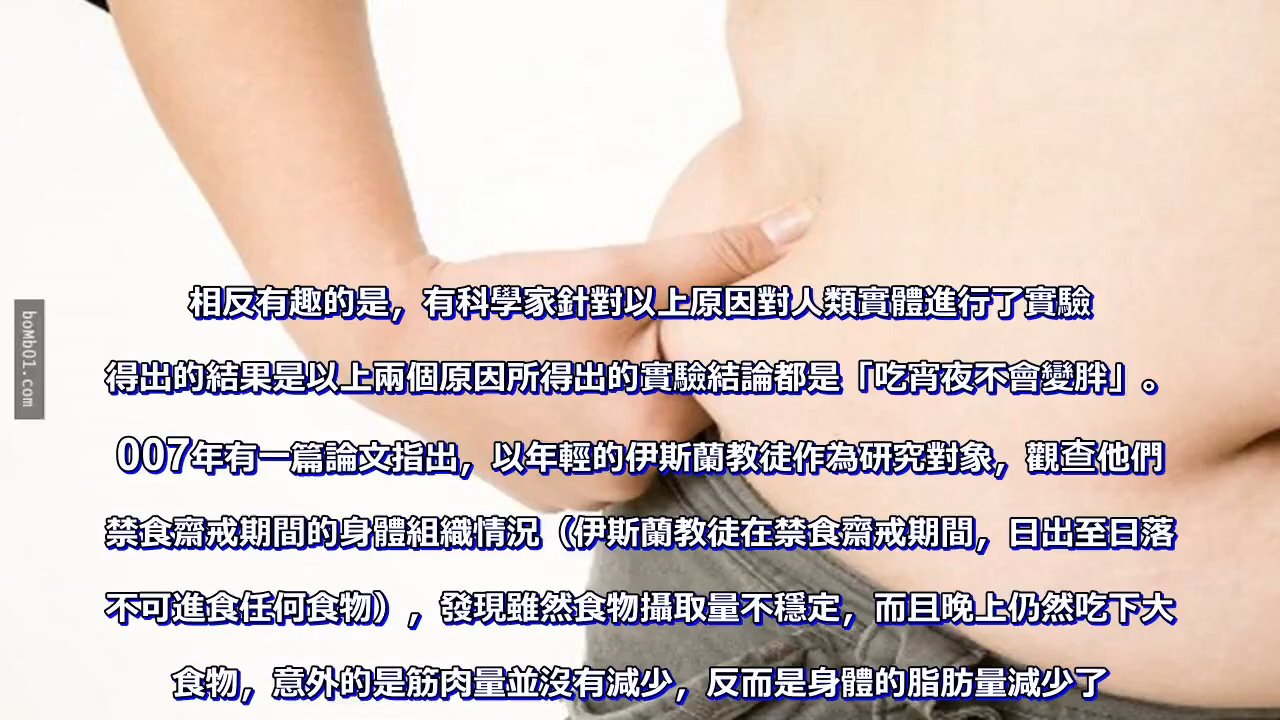 相反有趣的是，有科學家針對以上原因對人類實體進行了實驗
得出的結果是以上兩個原因所得出的實驗結論都是「吃宵夜不會變胖」。
007年有一篇論文指出，以年輕的伊斯蘭教徒作為研究對象，觀查他們
禁食齋戒期間的身體組織情況（伊斯蘭教徒在禁食齋戒期間，日出至日落
不可進食任何食物），發現雖然食物攝取量不穩定，而且晚上仍然吃下大
食物，意外的是筋肉量並沒有減少，反而是身體的脂肪量減少了
boMb01.com